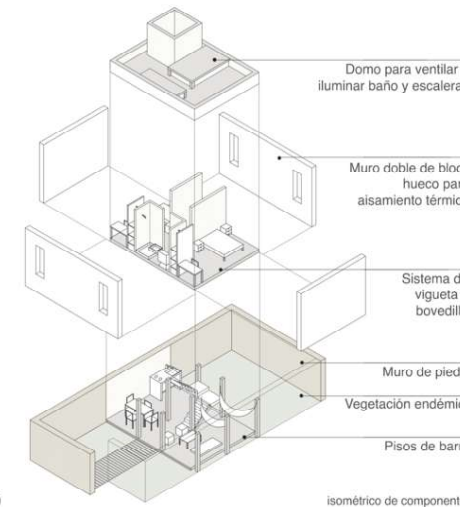 Domo para ventilar
iluminar baño y escalera
Muro doble de bloc
hueco par
aisamiento térmic
Sistema d
vigueta
bovedill
Muro de pied
Vegetación endémic
Pisos de barr
isométrico de component